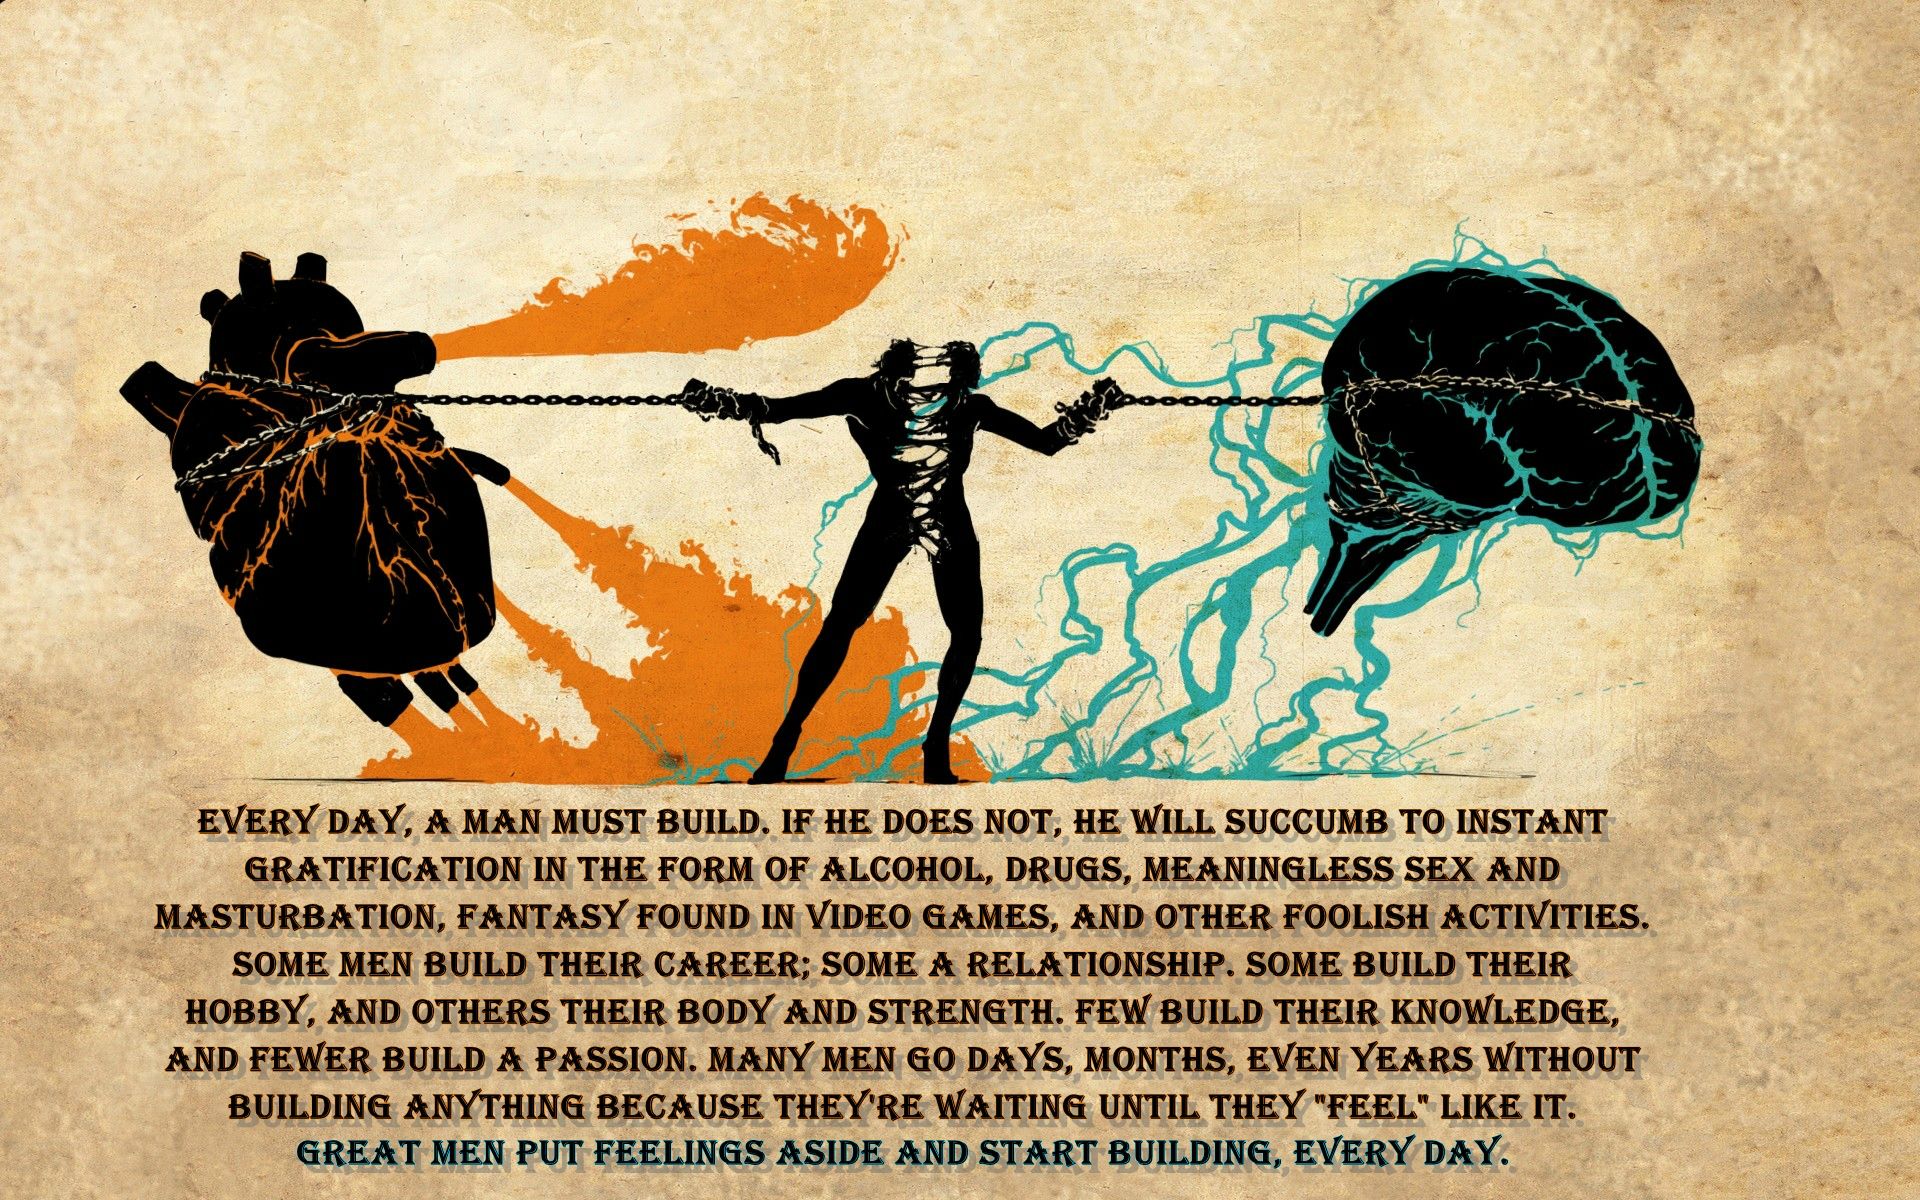 EVERY DAY, A MAN MUST BUILD. IF HE DOES NOT, HE WILL SUCCUMB TO INSTANT
GRATIFICATION IN THE FORM OF ALCOHOL, DRUGS, MEANINGLESS SEX AND
MASTURBATION, FANTASY FOUND IN VIDEO GAMES, AND OTHER FOOLISH ACTIVITIES.
SOME MEN BUILD THEIR CAREER; SOME A RELATIONSHIP. SOME BUILD THEIR
HOBBY, AND OTHERS THEIR BODY AND STRENGTH. FEW BUILD THEIR KNOWLEDGE,
AND FEWER BUILD A PASSION. MANY MEN GO DAYS, MONTHS, EVEN YEARS WITHOUT
BUILDING ANYTHING BECAUSE THEY'RE WAITING UNTIL THEY "FEEL" LIKE IT.
GREAT MEN PUT FEELINGS ASIDE AND START BUILDING, EVERY DAY.